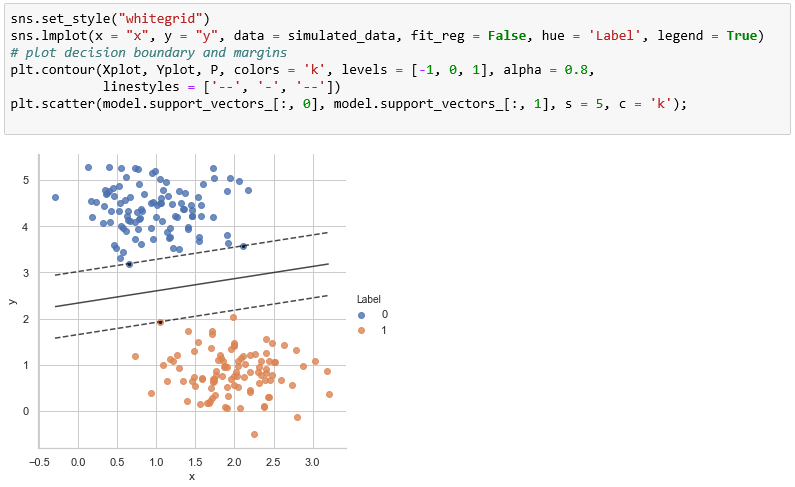 sns.set_style("whitegrid")
sns.lmplot(x = "x", y = "y", data = simulated_data, fit_reg = False, hue = 'Label', legend = True)
# plot decision boundary and margins
plt.contour(Xplot, Yplot, P, colors = 'k', levels = [-1, 0, 1], alpha = 0.8,
            linestyles = ['--', '-', '--'])
plt.scatter(model.support_vectors_[:, 0], model.support_vectors_[:, 1], s = 5, c = 'k');
5
4
3
2
1
0
y
−0.5 0.0 0.5 1.0 1.5 2.0 2.5 3.0
x
Label
0
1